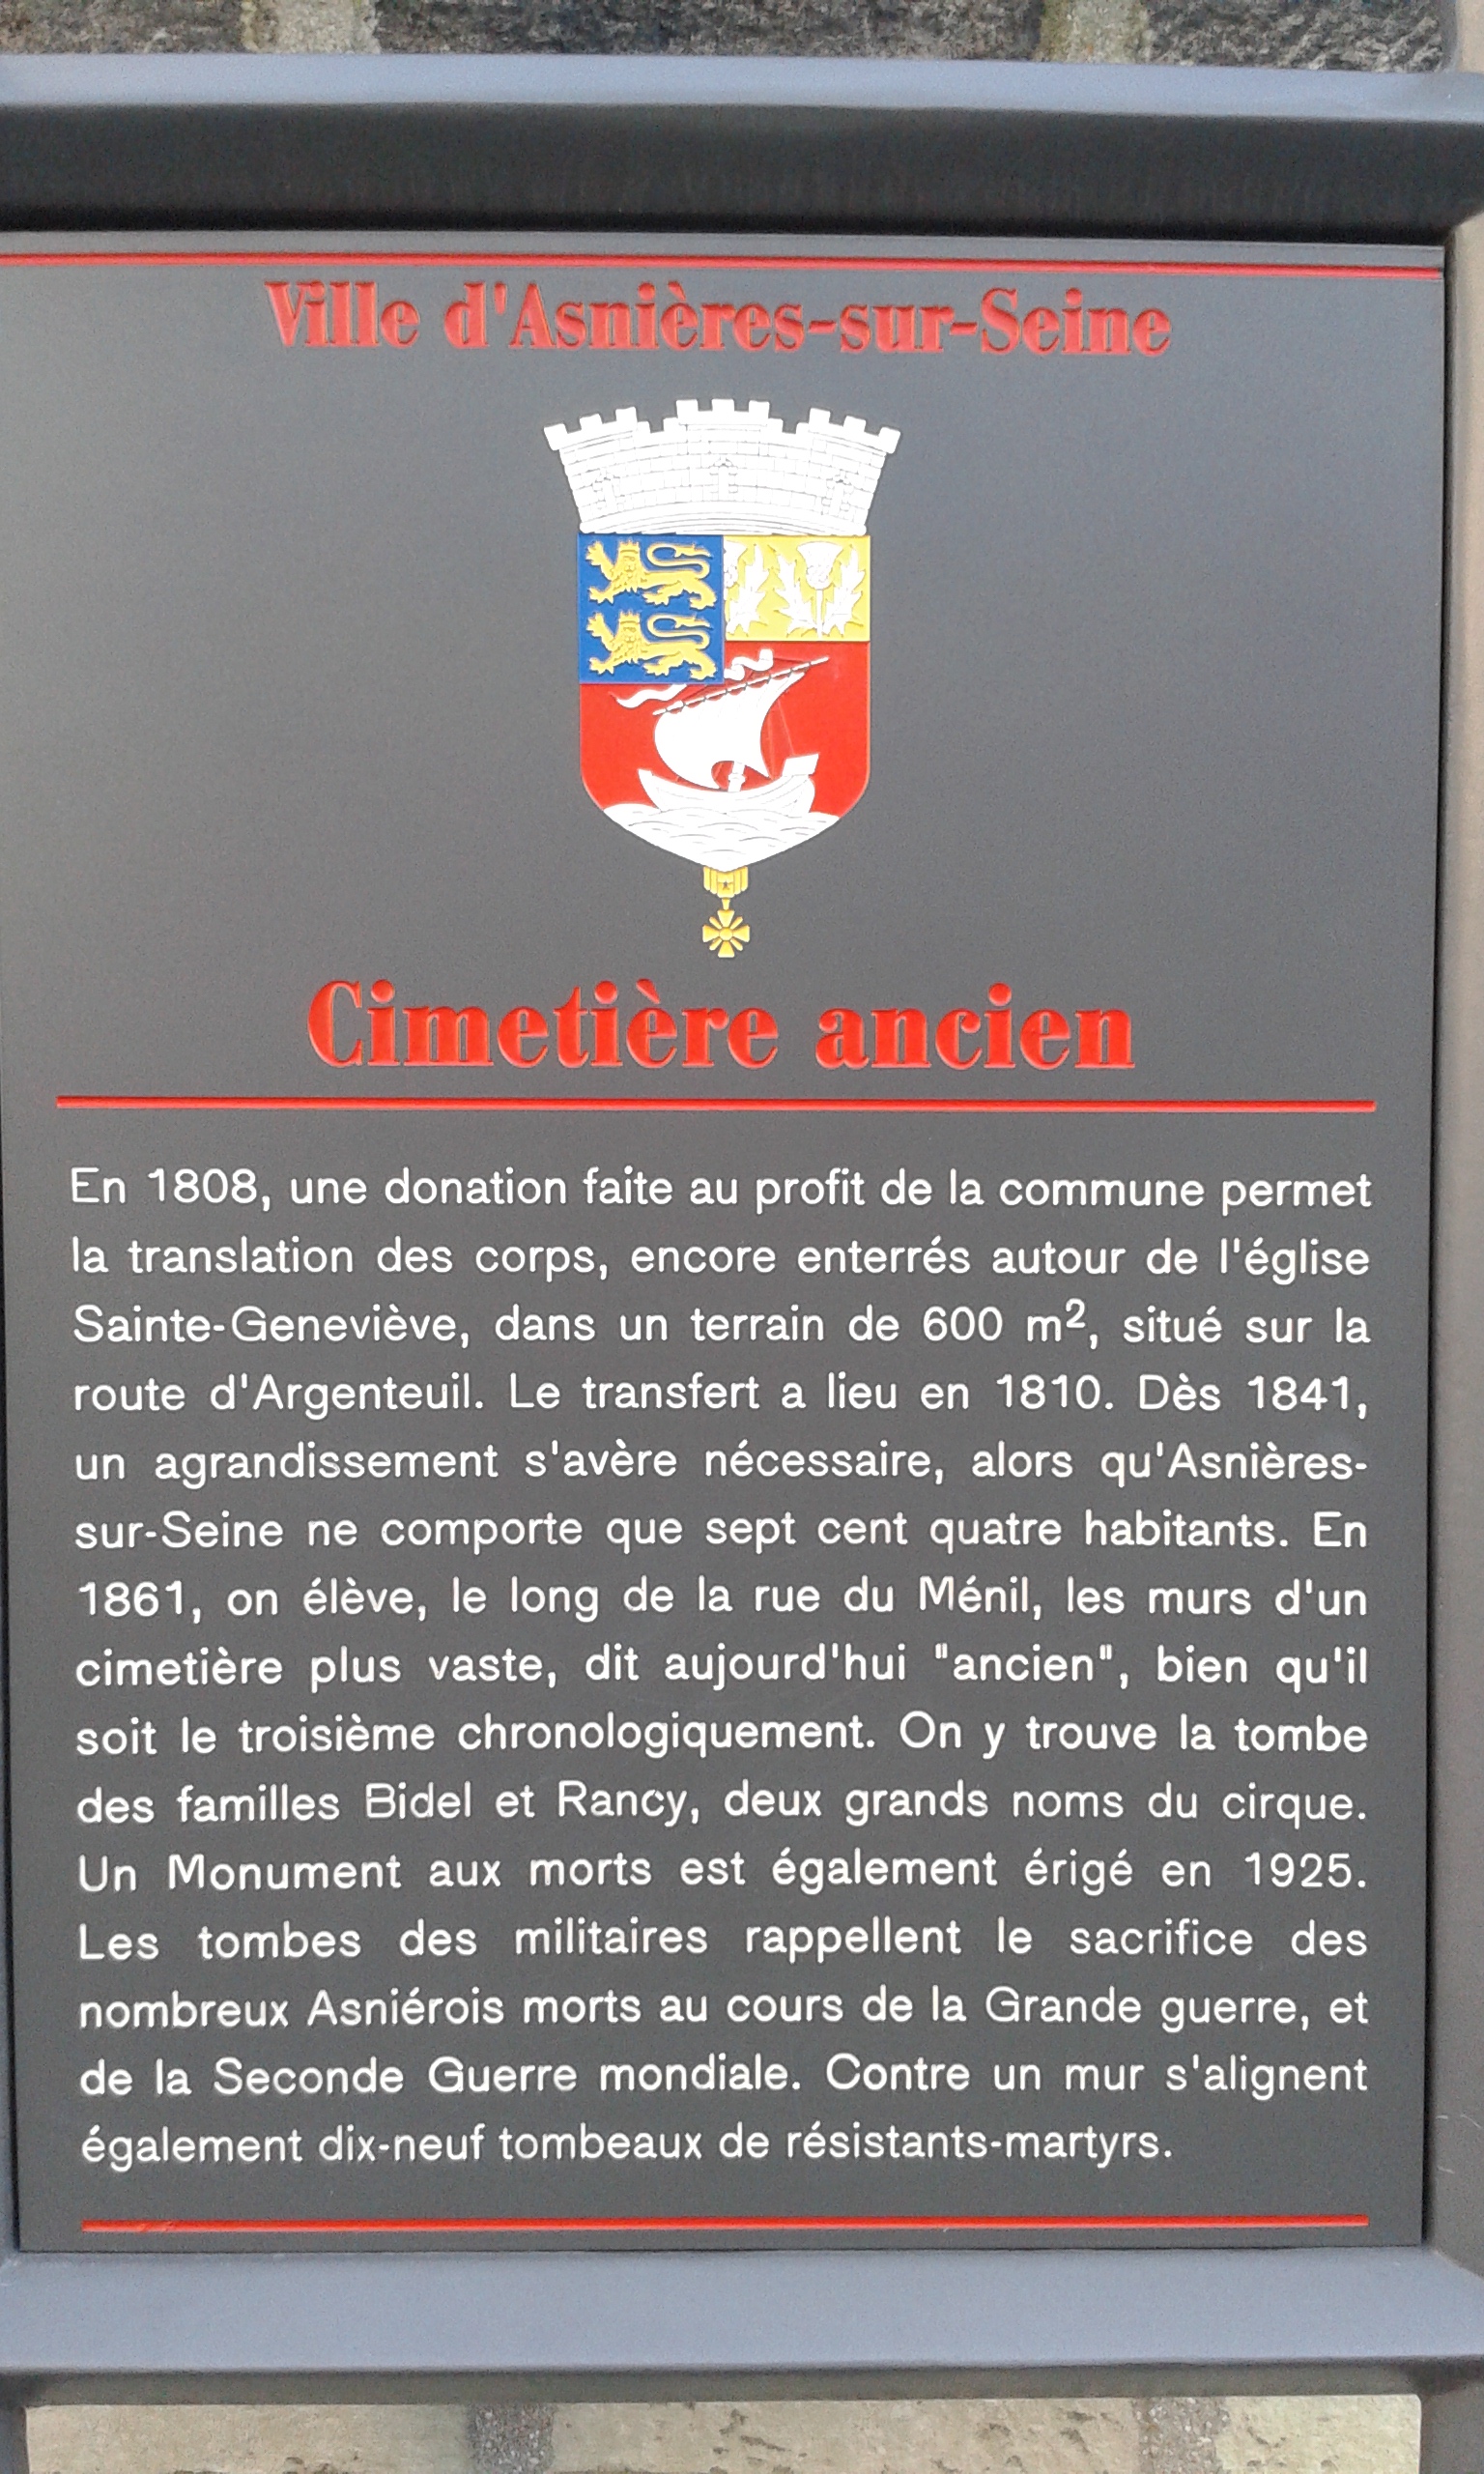 Ville d'Asnières-sur-Seine
Cimetière ancien
En 1808, une donation faite au profit de la commune permet
la translation des corps, encore enterrés autour de l'église
Sainte-Geneviève, dans un terrain de 600 m², situé sur la
route d'Argenteuil. Le transfert a lieu en 1810. Dès 1841,
un agrandissement s'avère nécessaire, alors qu'Asnières-
sur-Seine ne comporte que sept cent quatre habitants. En
1861, on élève, le long de la rue du Ménil, les murs d'un
cimetière plus vaste, dit aujourd'hui "ancien", bien qu'il
soit le troisième chronologiquement. On y trouve la tombe
des familles Bidel et Rancy, deux grands noms du cirque.
Un Monument aux morts est également érigé en 1925.
Les tombes des militaires rappellent le sacrifice des
nombreux Asniérois morts au cours de la Grande guerre, et
de la Seconde Guerre mondiale. Contre un mur s'alignent
également dix-neuf tombeaux de résistants-martyrs.